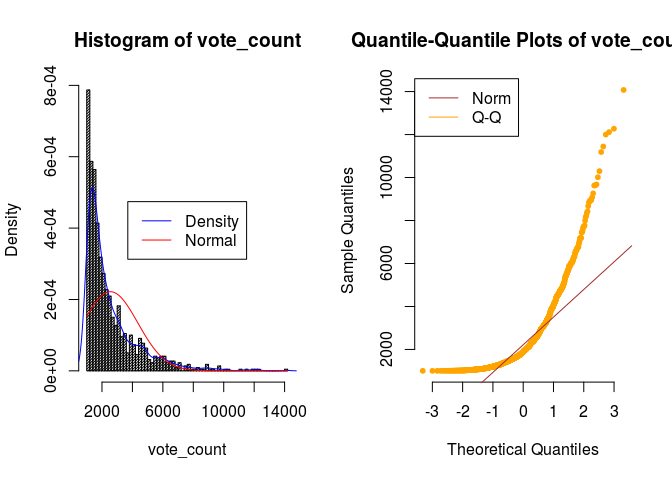 Histogram of vote_count
Density
0e+00
2e-04
4e-04
6e-04
8e-04
Density
Normal
2000
6000
10000
14000
vote_count
Quantile-Quantile Plots of vote_cou
Sample Quantiles
2000
6000
14000
Norm
Q-Q
-3
-2
-1
0
1
2
3
Theoretical Quantiles